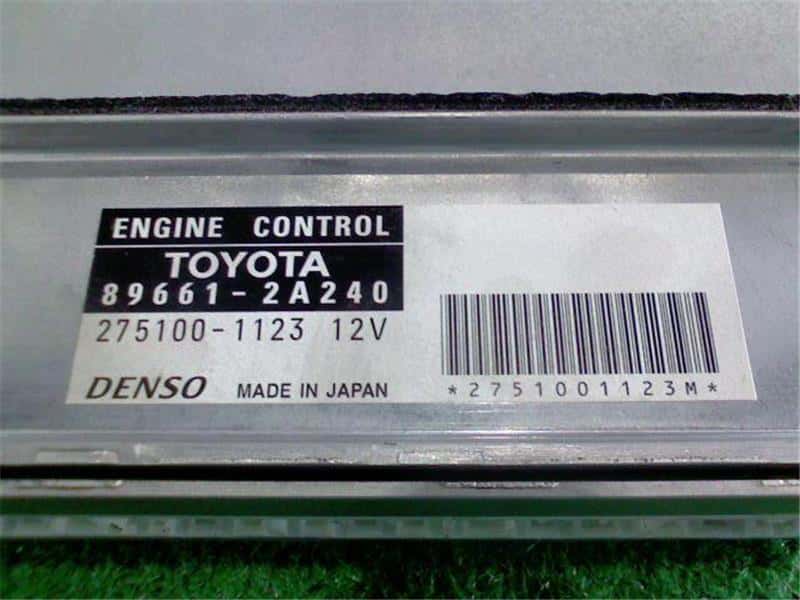 ENGINE CONTROL
TOYOTA
89661-2A240
275100-1123 12V
DENSO MADE IN JAPAN
*2751001123M*